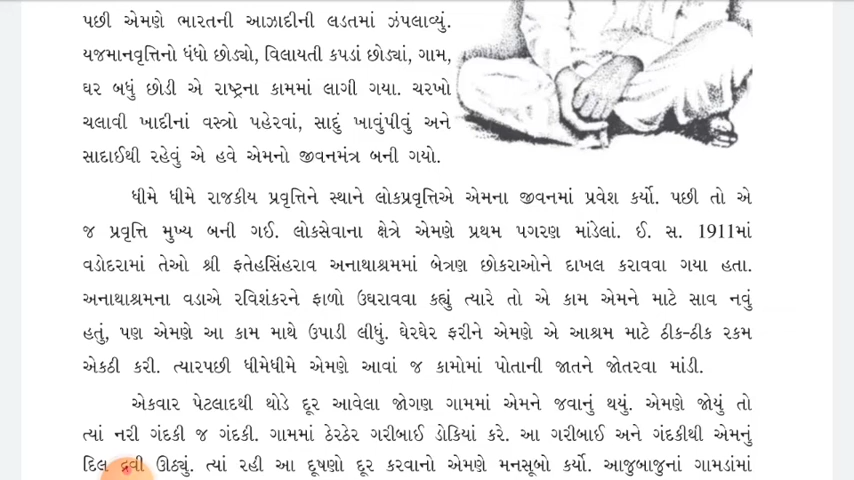 પછી એમણે ભારતની આઝાદીની લડતમાં ઝંપલાવ્યું.
યજમાનવૃત્તિનો ધંધો છોડ્યો, વિલાયતી કપડાં છોડ્યાં, ગામ,
ઘર બધું છોડી એ રાષ્ટ્રના કામમાં લાગી ગયા. ચરખો
ચલાવી ખાદીનાં વસ્ત્રો પહેરવાં, સાદું ખાવુંપીવું અને
સાદાઈથી રહેવું એ હવે એમનો જીવનમંત્ર બની ગયો.
ધીમે ધીમે રાજકીય પ્રવૃત્તિને સ્થાને લોકપ્રવૃત્તિએ એમના જીવનમાં પ્રવેશ કર્યો. પછી તો એ
જ પ્રવૃત્તિ મુખ્ય બની ગઈ. લોકસેવાના ક્ષેત્રે એમણે પ્રથમ પગરણ માંડેલાં. ઈ. સ. 1911માં
વડોદરામાં તેઓ શ્રી ફતેહસિંહરાવ અનાથાશ્રમમાં બેત્રણ છોકરાઓને દાખલ કરાવવા ગયા હતા.
અનાથાશ્રમના વડાએ રવિશંકરને ફાળો ઉઘરાવવા કહ્યું ત્યારે તો એ કામ એમને માટે સાવ નવું
હતું, પણ એમણે આ કામ માથે ઉપાડી લીધું. ઘેરઘેર ફરીને એમણે એ આશ્રમ માટે ઠીક-ઠીક રકમ
એકઠી કરી. ત્યારપછી ધીમેધીમે એમણે આવાં જ કામોમાં પોતાની જાતને જોતરવા માંડી.
એકવાર પેટલાદથી થોડે દૂર આવેલા જોગણ ગામમાં એમને જવાનું થયું. એમણે જોયું તો
ત્યાં નરી ગંદકી જ ગંદકી. ગામમાં ઠેરઠેર ગરીબાઈ ડોકિયાં કરે. આ ગરીબાઈ અને ગંદકીથી એમનું
દિલ દ્રવી ઊઠ્યું. ત્યાં રહી આ દૂષણો દૂર કરવાનો એમણે મનસૂબો કર્યો. આજુબાજુનાં ગામડાંમાં